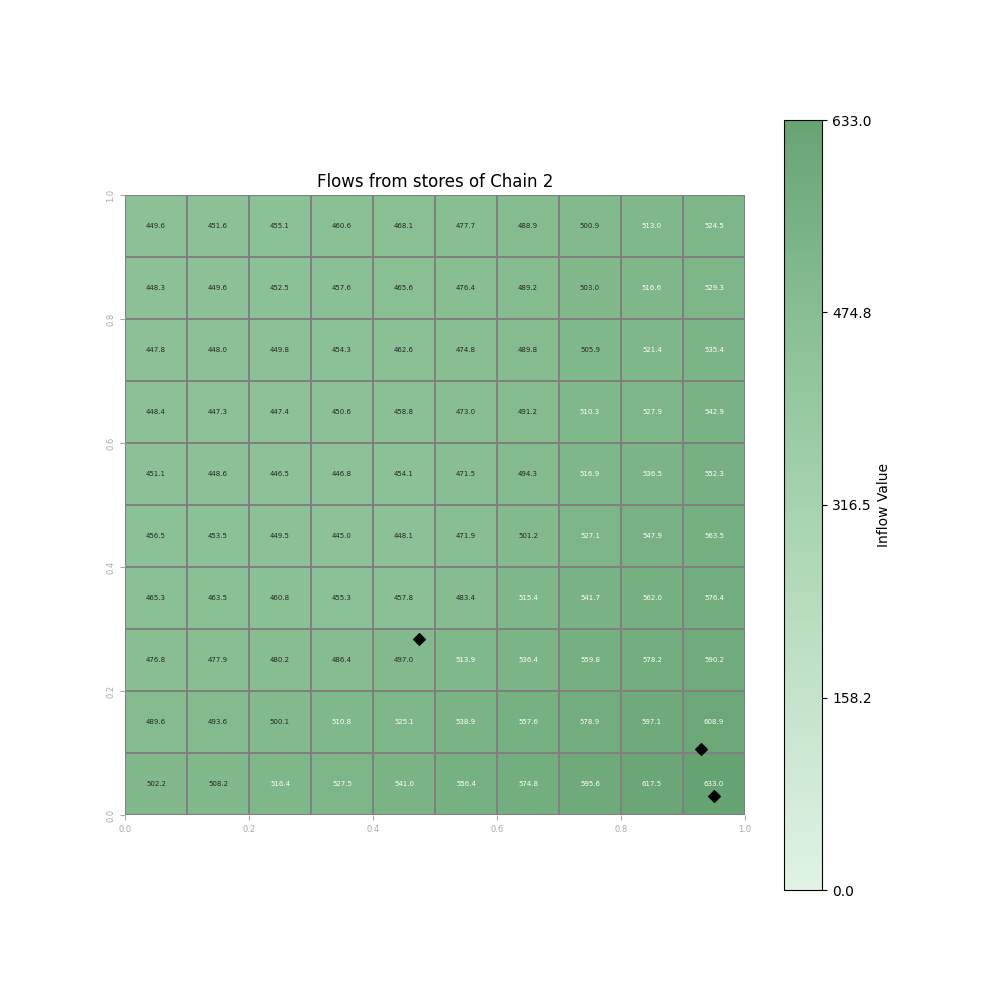 Flows from stores of Chain 2
1.0
0.8
0.6
0.4
0.2
0.0
449.6 451.6 455.1 460.6 468.1 477.7 488.9 500.9 513.0 524.5
448.3 449.6 452.5 457.6 465.6 476.4 489.2 503.0 516.6 529.3
447.8 448.0 449.8 454.3 462.6 474.8 489.8 505.9 521.4 535.4
448.4 447.3 447.4 450.6 458.8 473.0 491.2 510.3 527.9 542.9
451.1 448.6 446.5 446.8 454.1 471.5 494.3 516.9 536.5 552.3
456.5 453.5 449.5 445.0 448.1 471.9 501.2 527.1 547.9 563.5
465.3 463.5 460.8 455.3 457.8 483.4 515.4 541.7 562.0 576.4
476.8 477.9 480.2 486.4 497.0 513.9 536.4 559.8 578.2 590.2
489.6 493.6 500.1 510.8 525.1 538.9 557.6 578.9 597.1 608.9
502.2 508.2 516.4 527.5 541.0 556.4 574.8 595.6 617.5 633.0
0.0 0.2 0.4 0.6 0.8 1.0
633.0
474.8
316.5
158.2
0.0
Inflow Value